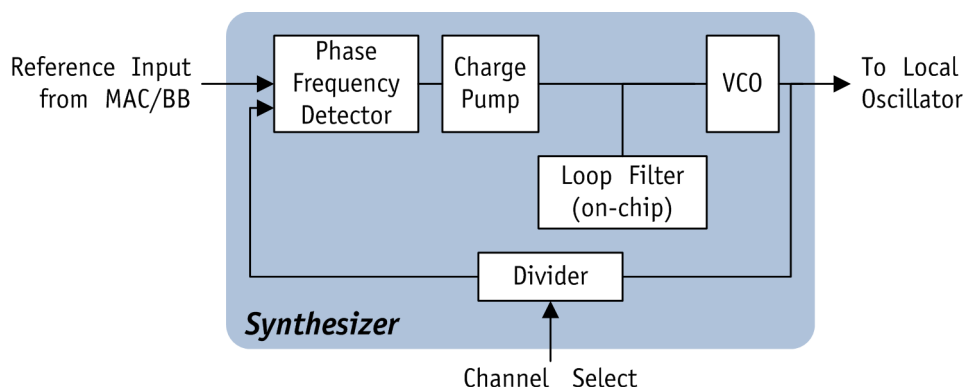 Reference Input
from MAC/BB
Phase
Frequency
Detector
Charge
Pump
VCO
To Local
Oscillator
Loop Filter
(on-chip)
Divider
Synthesizer
Channel Select